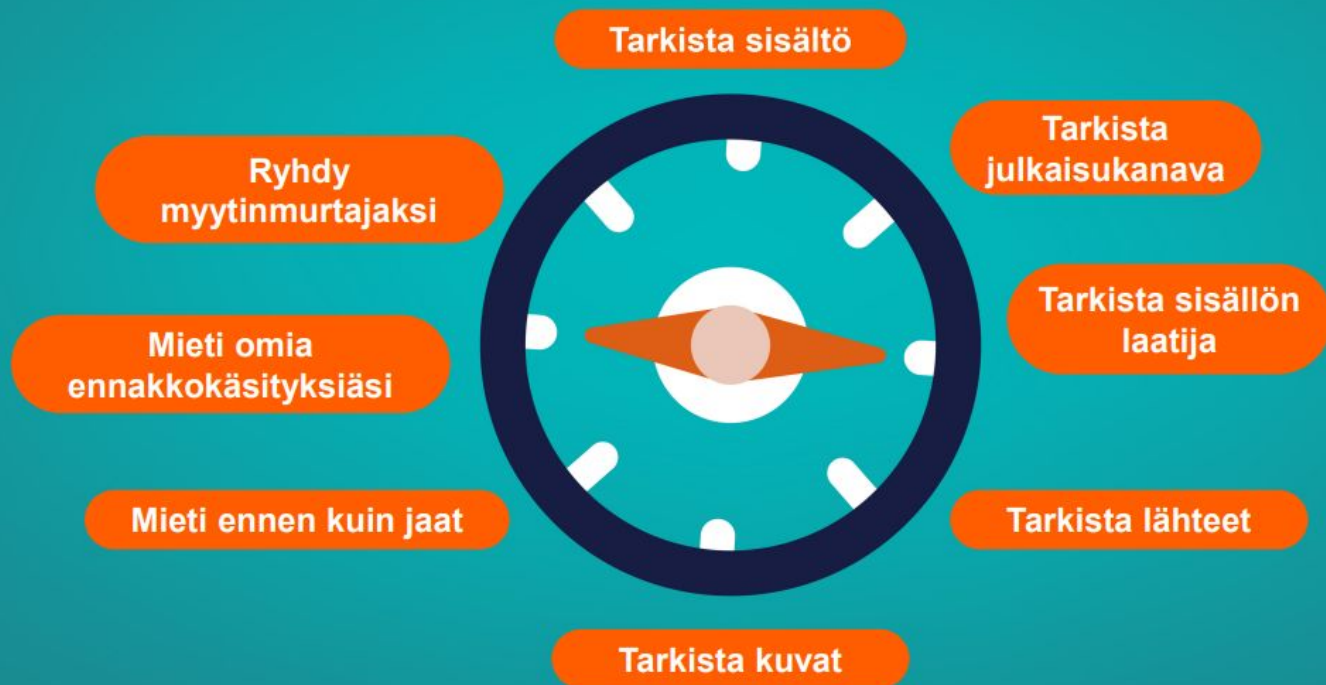 Tarkista sisältö
Tarkista
julkaisukanava
Tarkista sisällön
laatija
Tarkista lähteet
Tarkista kuvat
Mieti ennen kuin jaat
Mieti omia
ennakkokäsityksiäsi
Ryhdy
myytinmurtajaksi